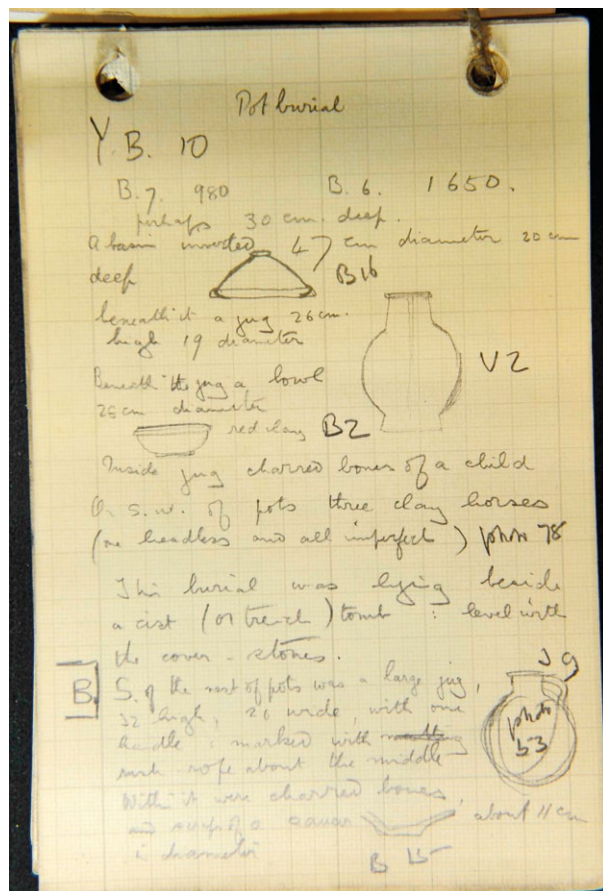 Pot burial
Y.B. 10
B.7. 980 B.6. 1650.
perhaps 30 cm. deep.
A basin inverted 47 cm diameter 20 cm
deep B16
beneath it a jug 26 cm.
high 19 diameter
V2
Beneath the jug a bowl
25 cm diameter
red clay B2
Inside jug charred bones of a child
On S.W. of pots three clay horses
(one headless and all imperfect) photo 78
This burial was lying beside
a cist (or trench) tomb : level with
the cover-stones.
J9
B. S. of the nest of pots was a large jug,
32 high, 26 wide, with one
handle : marked with
rope about the middle
photo 53
Within it were charred bones,
and scraps of a about 11 cm
in diameter
B 15